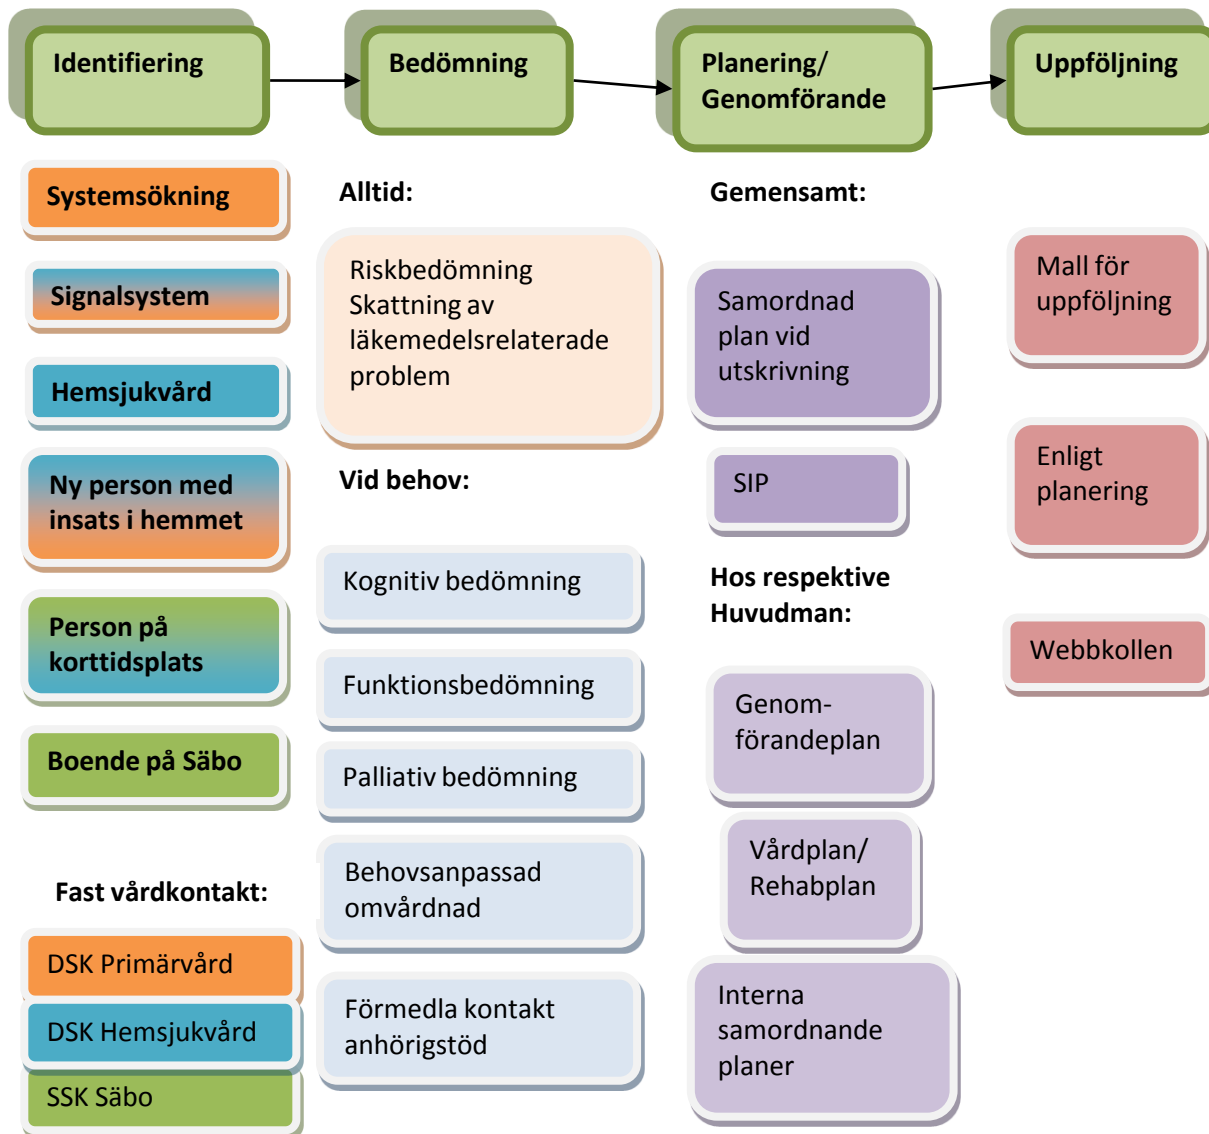 Identifiering
Bedömning
Planering/
Genomförande
Uppföljning
Systemsökning
Signalsystem
Hemsjukvård
Ny person med
insats i hemmet
Person på
korttidsplats
Boende på Säbo
Fast vårdkontakt:
DSK Primärvård
DSK Hemsjukvård
SSK Säbo
Alltid:
Riskbedömning
Skattning av
läkemedelsrelaterade
problem
Vid behov:
Kognitiv bedömning
Funktionsbedömning
Palliativ bedömning
Behovsanpassad
omvårdnad
Förmedla kontakt
anhörigstöd
Gemensamt:
Samordnad
plan vid
utskrivning
SIP
Hos respektive
Huvudman:
Genom-
förandeplan
Vårdplan/
Rehabplan
Interna
samordnande
planer
Mall för
uppföljning
Enligt
planering
Webbkollen